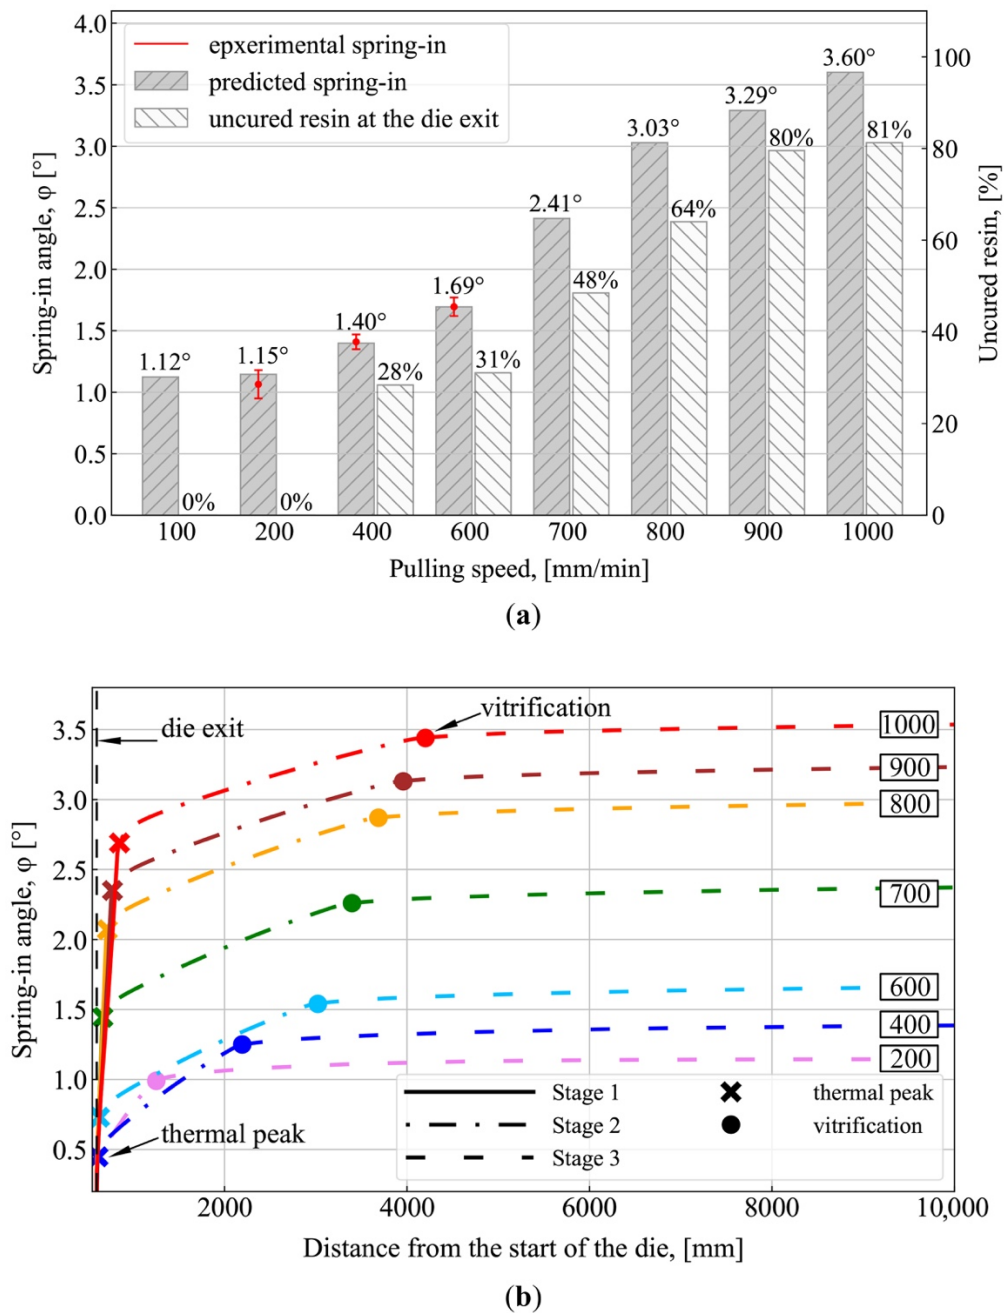 4.0
3.5
3.0
2.5
2.0
1.5
1.0
0.5
0.0
Spring-in angle, φ [°]
epxerimental spring-in
predicted spring-in
uncured resin at the die exit
1.12°
0%
1.15°
0%
1.40°
28%
1.69°
31%
2.41°
48%
3.03°
64%
3.29°
80%
3.60°
81%
100
80
60
40
20
0
Uncured resin, [%]
100 200 400 600 700 800 900 1000
Pulling speed, [mm/min]
(a)
3.5
3.0
2.5
2.0
1.5
1.0
0.5
Spring-in angle, φ [°]
die exit
vitrification
thermal peak
1000
900
800
700
600
400
200
Stage 1
Stage 2
Stage 3
thermal peak
vitrification
2000 4000 6000 8000 10,000
Distance from the start of the die, [mm]
(b)